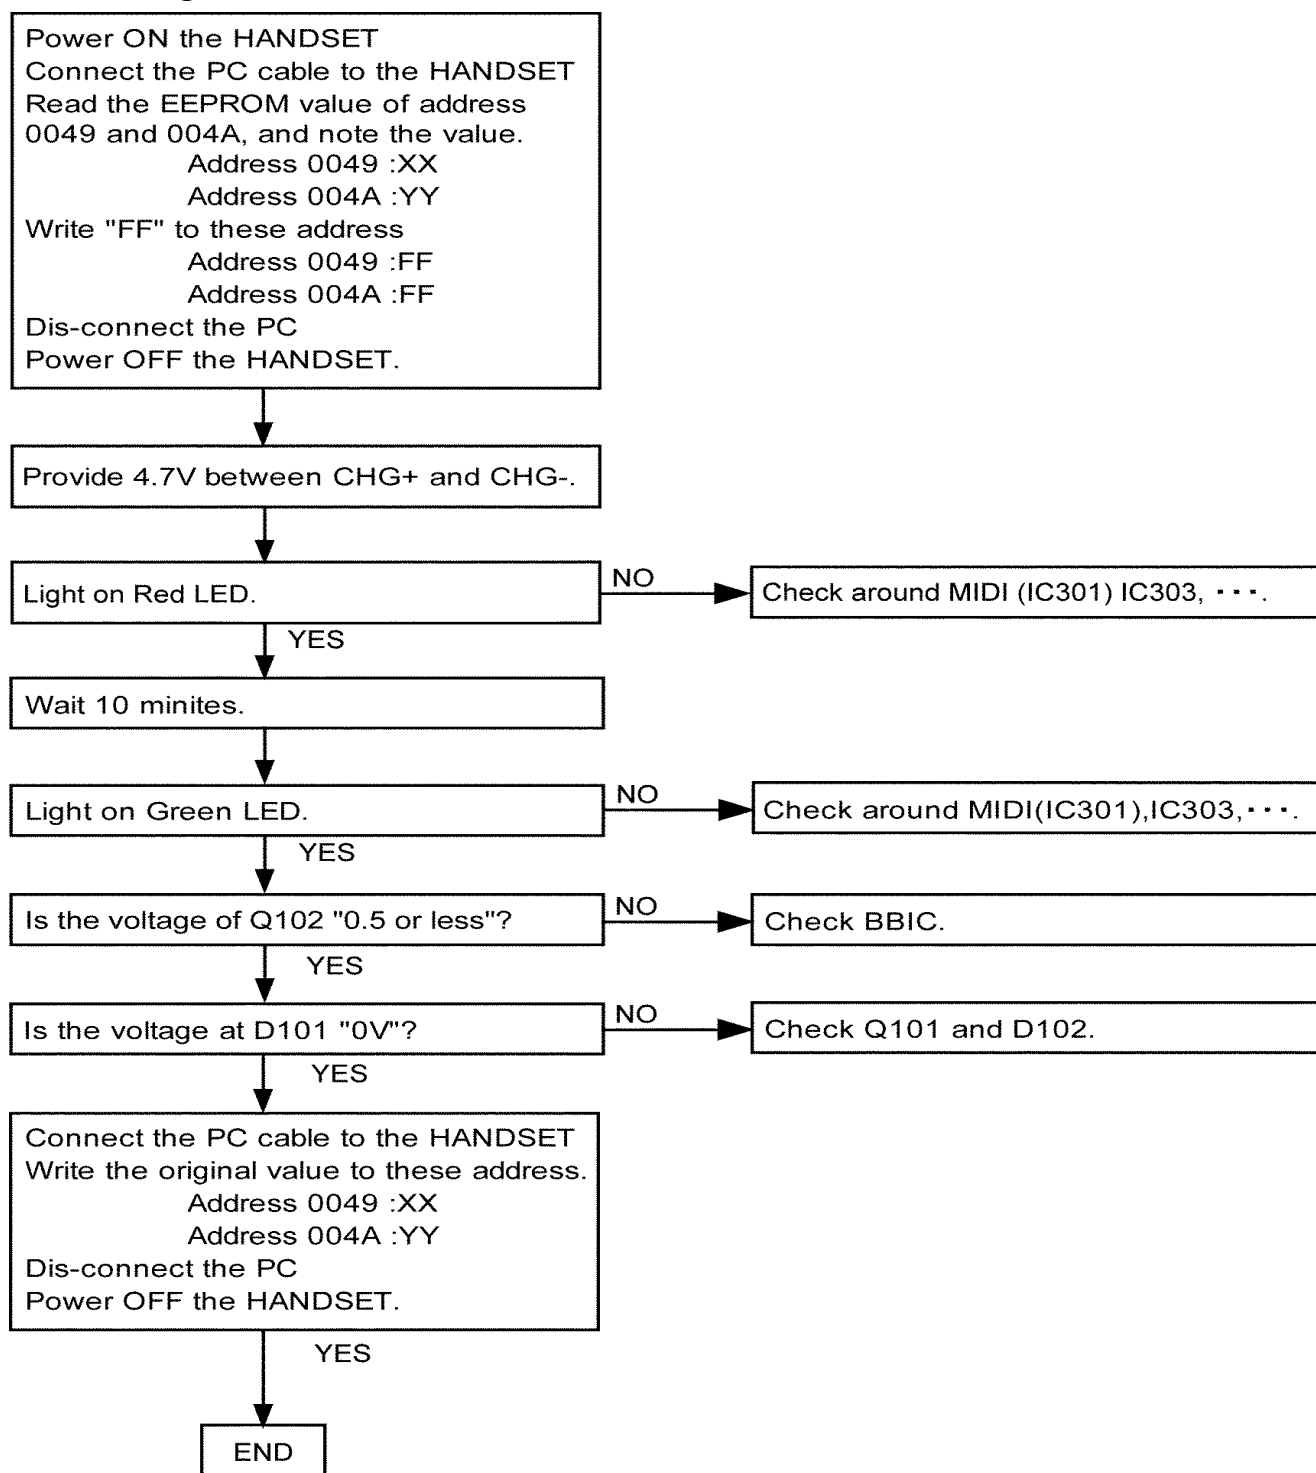 Power ON the HANDSET
Connect the PC cable to the HANDSET
Read the EEPROM value of address
0049 and 004A, and note the value.
Address 0049 :XX
Address 004A :YY
Write "FF" to these address
Address 0049 :FF
Address 004A :FF
Dis-connect the PC
Power OFF the HANDSET.
Provide 4.7V between CHG+ and CHG-.
Light on Red LED.
NO
Check around MIDI (IC301) IC303, ・・・.
YES
Wait 10 minites.
Light on Green LED.
NO
Check around MIDI(IC301),IC303,・・・.
YES
Is the voltage of Q102 "0.5 or less"?
NO
Check BBIC.
YES
Is the voltage at D101 "0V"?
NO
Check Q101 and D102.
YES
Connect the PC cable to the HANDSET
Write the original value to these address.
Address 0049 :XX
Address 004A :YY
Dis-connect the PC
Power OFF the HANDSET.
YES
END